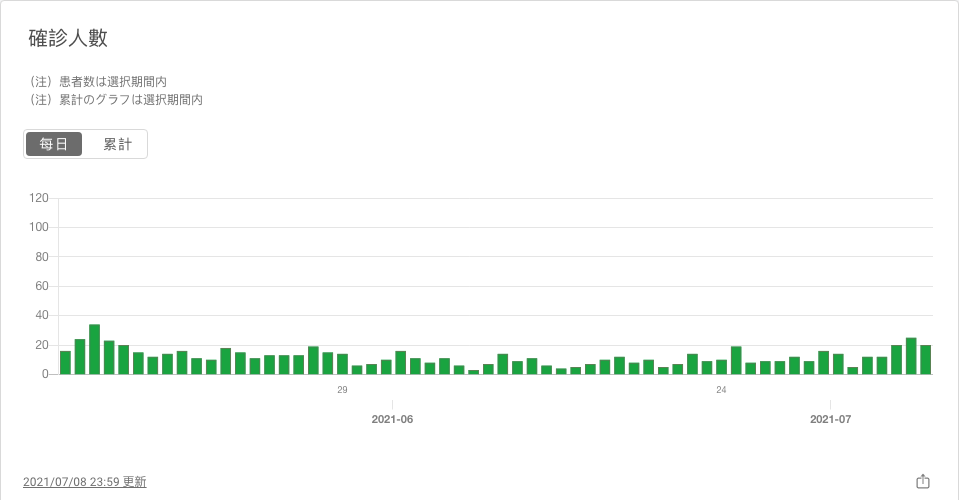 確診人數
（注）患者数は選択期間内
（注）累計のグラフは選択期間内
每日 累計
120
100
80
60
40
20
0
29 24
2021-06 2021-07
2021/07/08 23:59 更新